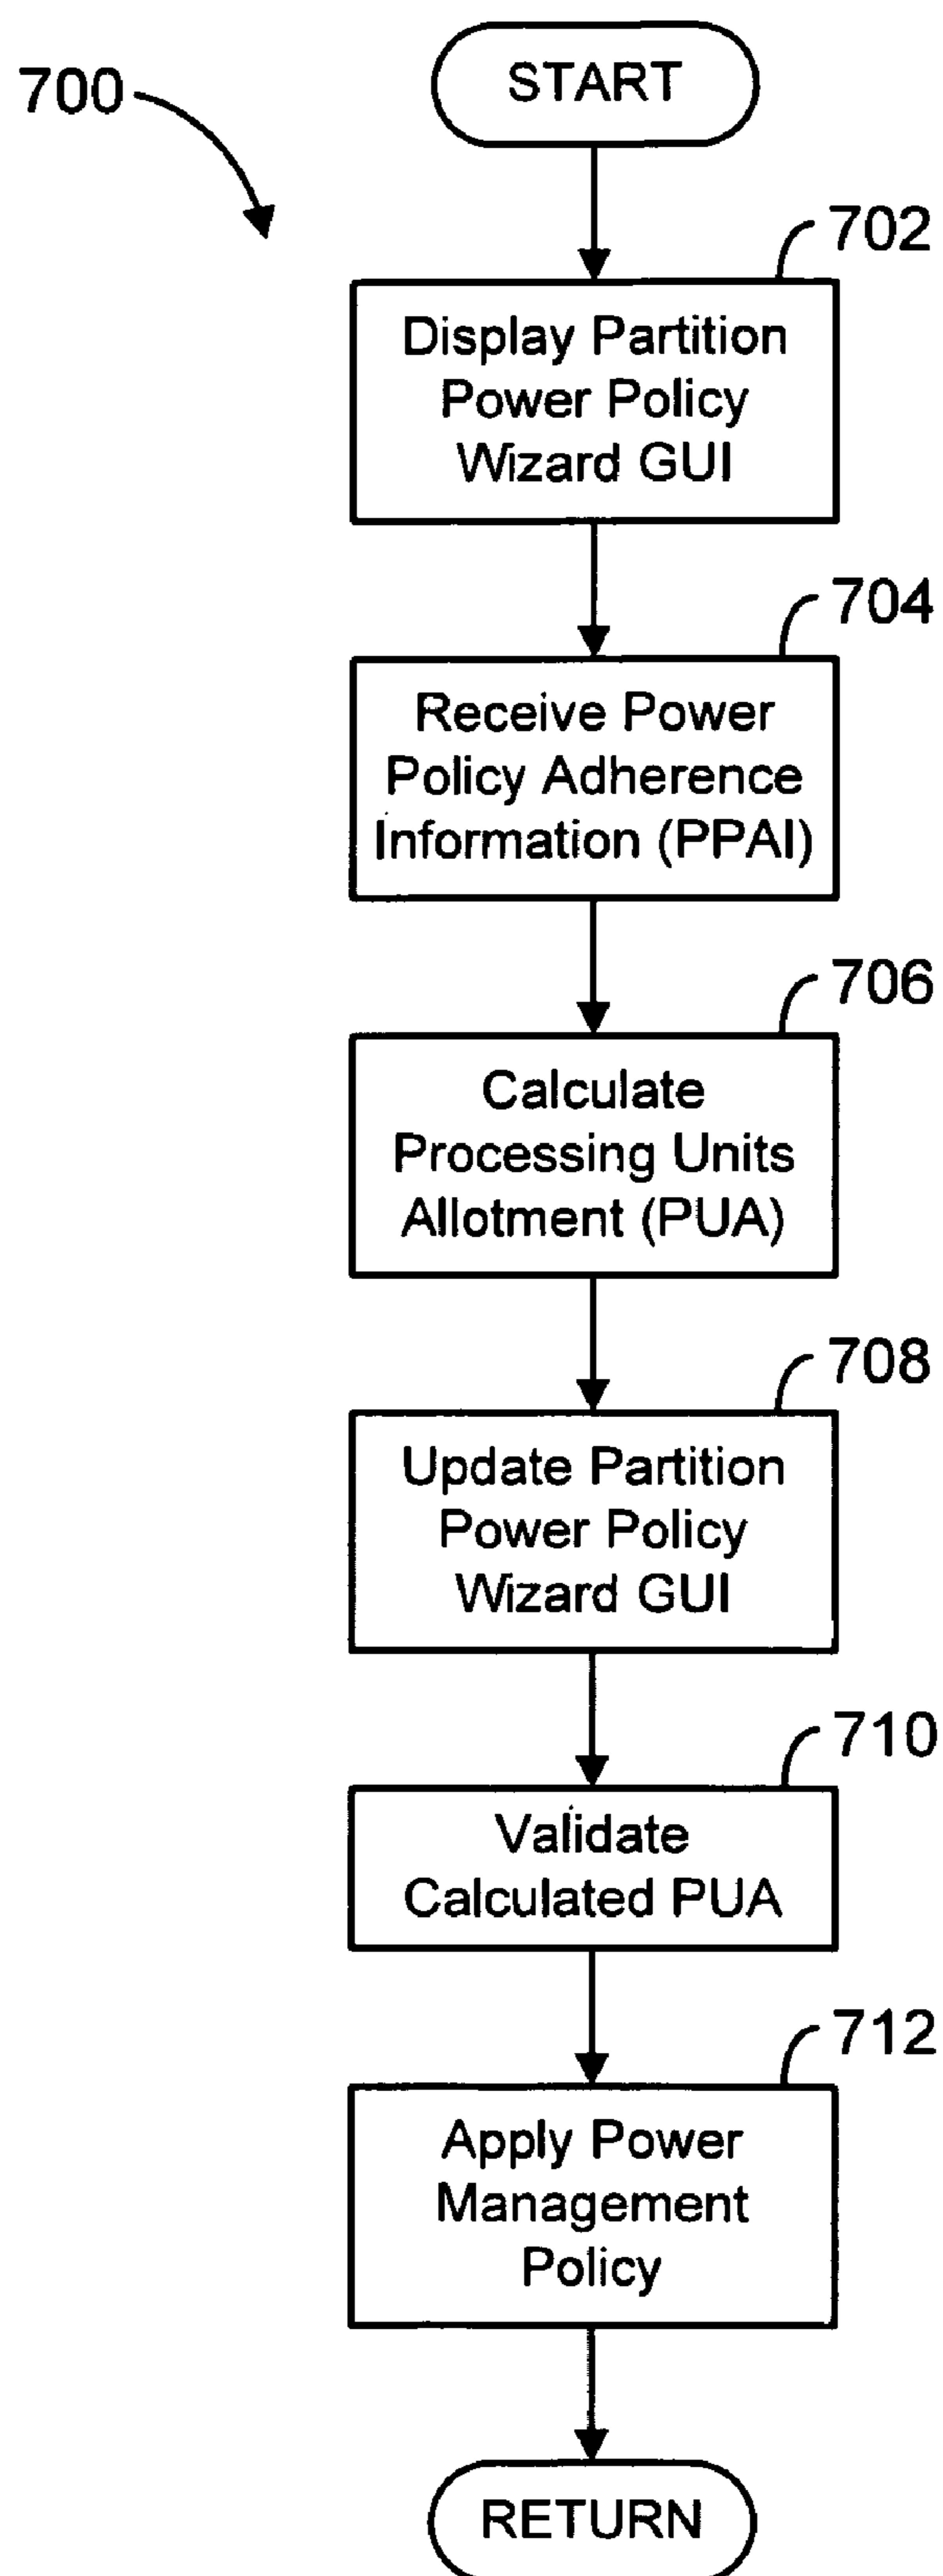 START
700
702
Display Partition
Power Policy
Wizard GUI
704
Receive Power
Policy Adherence
Information (PPAI)
706
Calculate
Processing Units
Allotment (PUA)
708
Update Partition
Power Policy
Wizard GUI
710
Validate
Calculated PUA
712
Apply Power
Management
Policy
RETURN